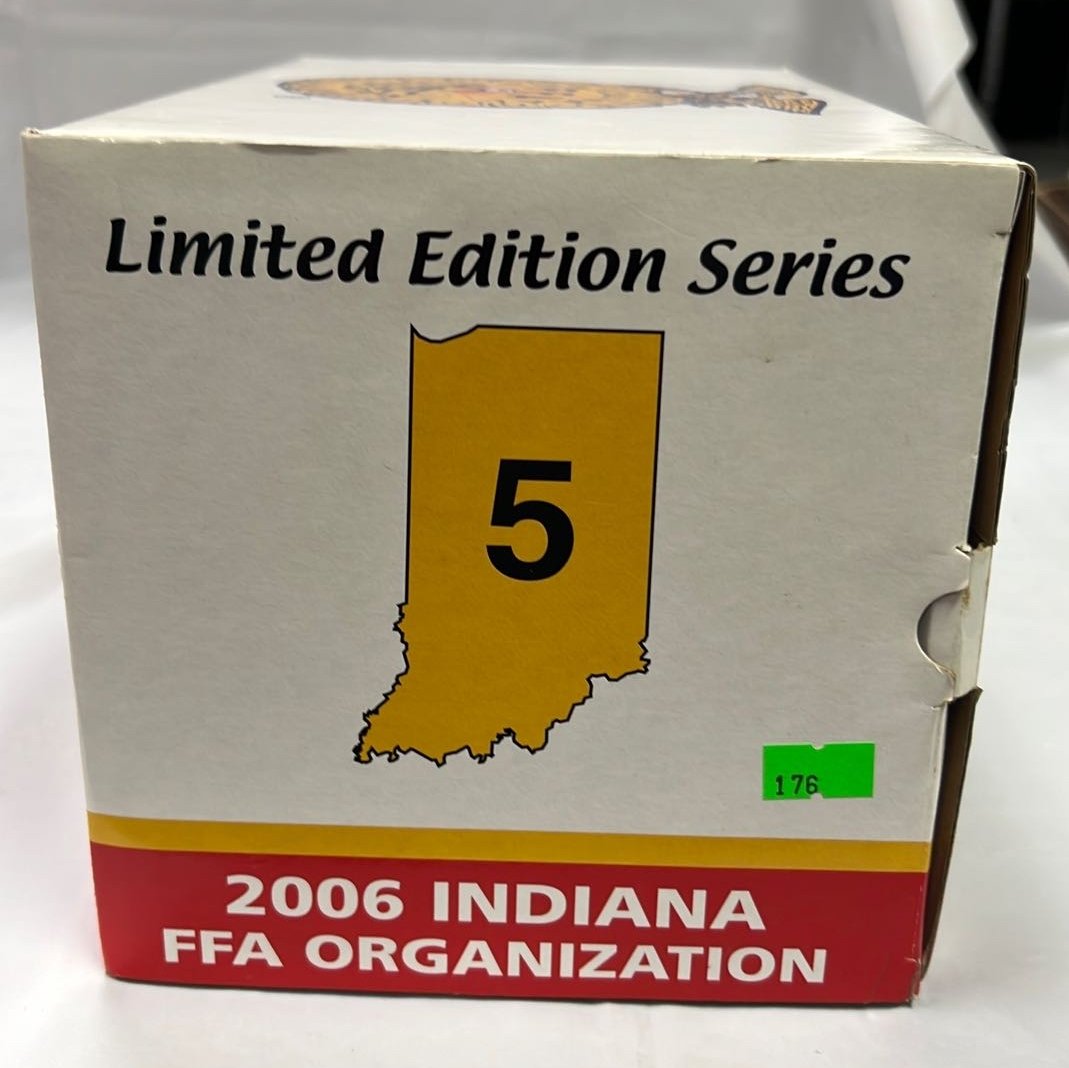 Limited Edition Series
5
176
2006 INDIANA
FFA ORGANIZATION